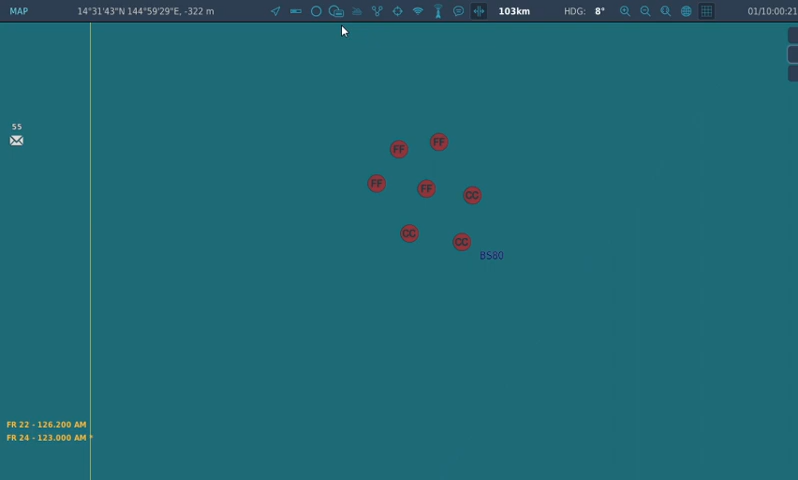 MAP 14°31'43"N 144°59'29"E, -322 m 103km HDG: 8° 01/10:00:21
55
FF FF
FF FF CC
CC CC
BS80
FR 22 - 126.200 AM
FR 24 - 123.000 AM *